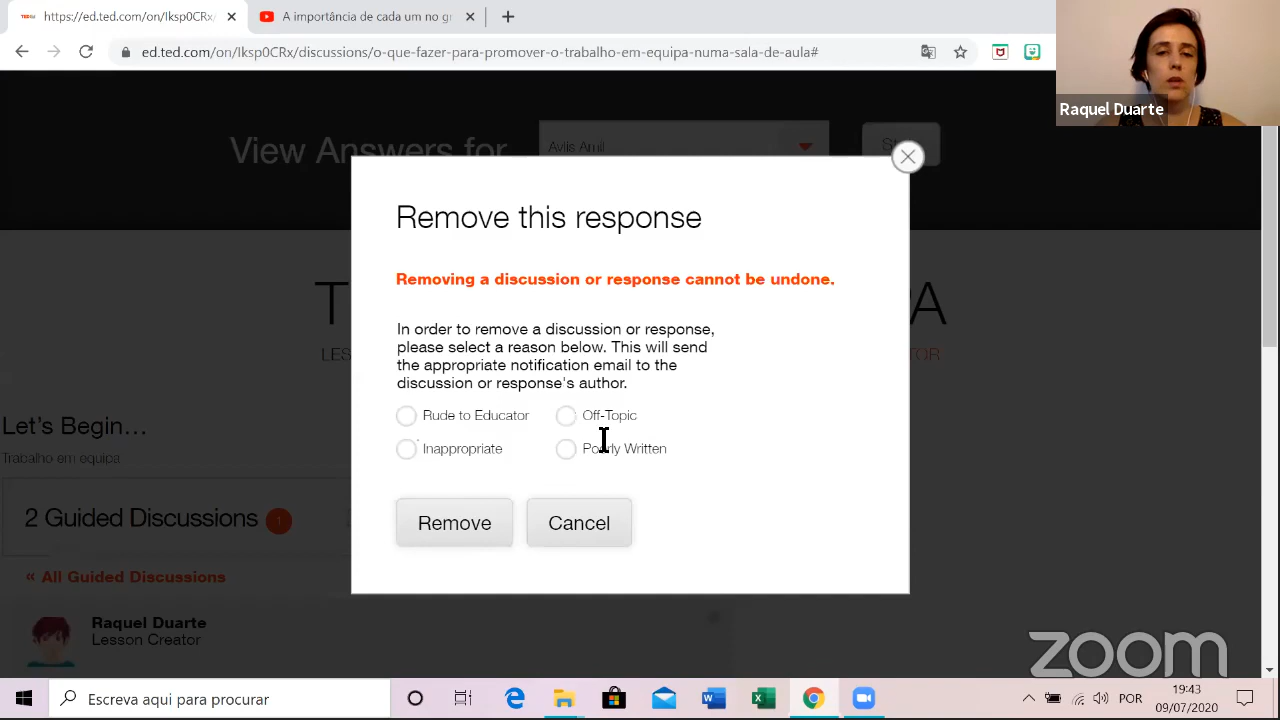 https://ed.ted.com/on/lksp0CRx/
A importância de cada um no gr
ed.ted.com/on/lksp0CRx/discussions/o-que-fazer-para-promover-o-trabalho-em-equipa-numa-sala-de-aula#
Raquel Duarte
View Answers for
Avlis Amil
Remove this response
Removing a discussion or response cannot be undone.
In order to remove a discussion or response,
please select a reason below. This will send
the appropriate notification email to the
discussion or response's author.
Rude to Educator
Off-Topic
Inappropriate
Poorly Written
Remove
Cancel
Let's Begin...
Trabalho em equipa
2 Guided Discussions 1
« All Guided Discussions
Raquel Duarte
Lesson Creator
zoom
Escreva aqui para procurar
POR
19:43
09/07/2020